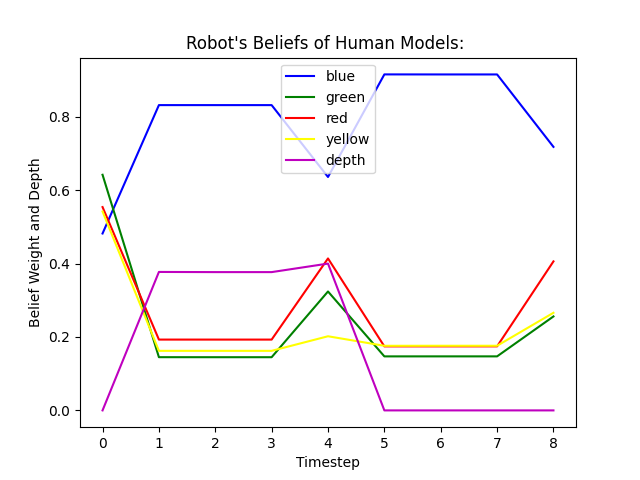 Robot's Beliefs of Human Models:
blue
green
red
yellow
depth
Belief Weight and Depth
0.8
0.6
0.4
0.2
0.0
0 1 2 3 4 5 6 7 8
Timestep